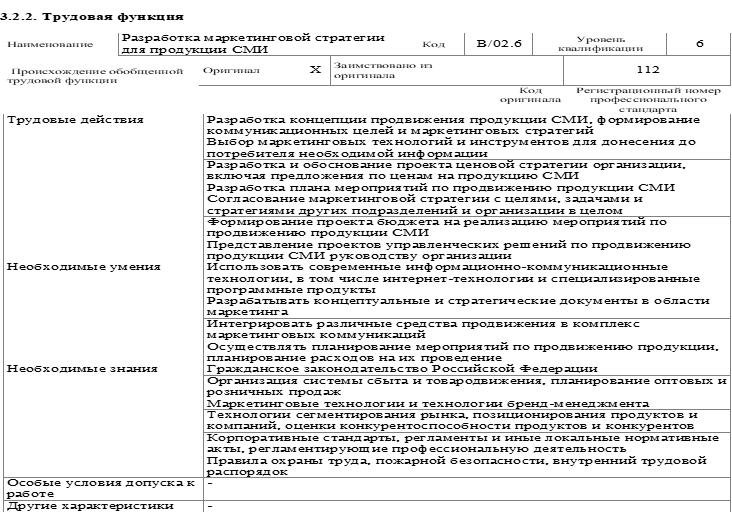 3.2.2. Трудовая функция
Наименование Разработка маркетинговой стратегии для продукции СМИ Код B/02.6 Уровень квалификации 6
Происхождение обобщенной трудовой функции Оригинал X Заимствовано из оригинала 112
Код оригинала Регистрационный номер профессионального стандарта
Трудовые действия Разработка концепции продвижения продукции СМИ, формирование
коммуникационных целей и маркетинговых стратегий
Выбор маркетинговых технологий и инструментов для донесения до
потребителя необходимой информации
Разработка и обоснование проекта ценовой стратегии организации,
включая предложения по ценам на продукцию СМИ
Разработка плана мероприятий по продвижению продукции СМИ
Согласование маркетинговой стратегии с целями, задачами и
стратегиями других подразделений и организации в целом
Формирование проекта бюджета на реализацию мероприятий по
продвижению продукции СМИ
Представление проектов управленческих решений по продвижению
продукции СМИ руководству организации
Необходимые умения Использовать современные информационно-коммуникационные
технологии, в том числе интернет-технологии и специализированные
программные продукты
Разрабатывать концептуальные и стратегические документы в области
маркетинга
Интегрировать различные средства продвижения в комплекс
маркетинговых коммуникаций
Осуществлять планирование мероприятий по продвижению продукции,
планирование расходов на их проведение
Необходимые знания Гражданское законодательство Российской Федерации
Организация системы сбыта и товародвижения, планирование оптовых и
розничных продаж
Маркетинговые технологии и технологии бренд-менеджмента
Технологии сегментирования рынка, позиционирования продуктов и
компаний, оценки конкурентоспособности продуктов и конкурентов
Корпоративные стандарты, регламенты и иные локальные нормативные
акты, регламентирующие профессиональную деятельность
Правила охраны труда, пожарной безопасности, внутренний трудовой
распорядок
Особые условия допуска к -
работе
Другие характеристики -